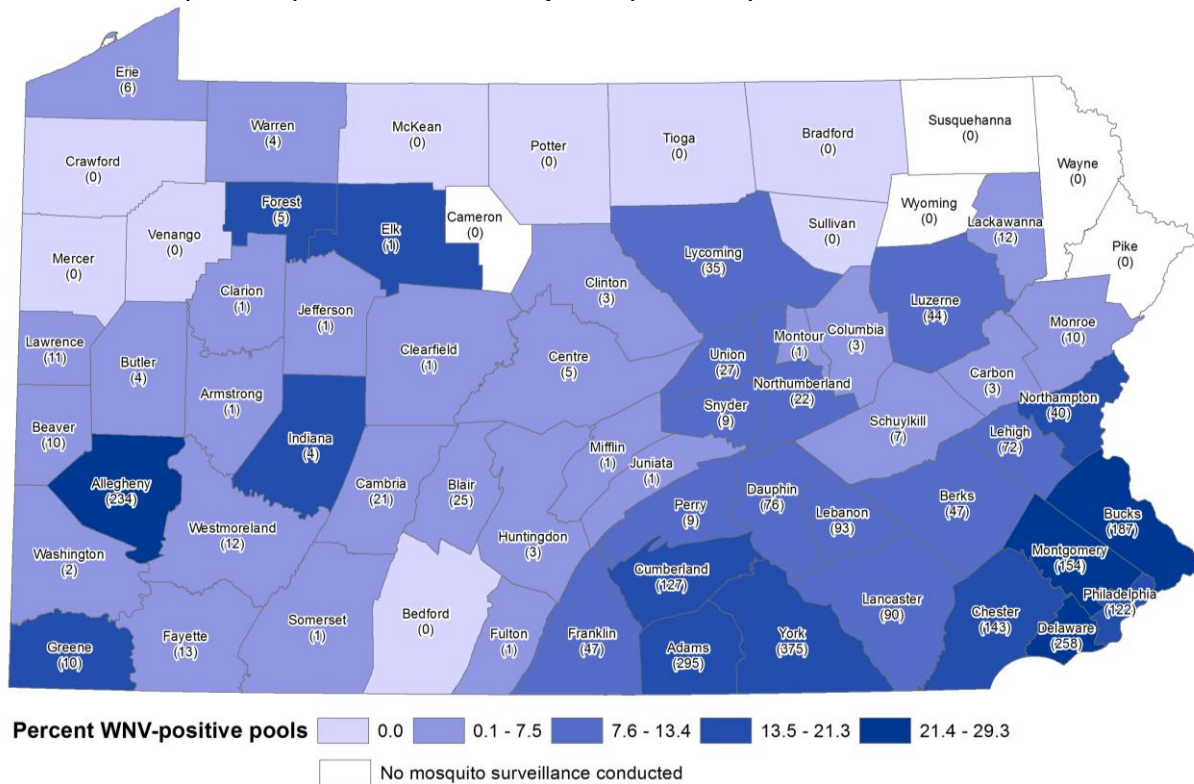 Erie
(6)
Warren
(4)
McKean
(0)
Potter
(0)
Tioga
(0)
Bradford
(0)
Susquehanna
(0)
Wayne
(0)
Crawford
(0)
Forest
(5)
Elk
(1)
Cameron
(0)
Sullivan
(0)
Wyoming
(0)
Lackawanna
(12)
Pike
(0)
Mercer
(0)
Venango
(0)
Clarion
(1)
Jefferson
(1)
Clinton
(3)
Lycoming
(35)
Luzerne
(44)
Monroe
(10)
Lawrence
(11)
Butler
(4)
Armstrong
(1)
Clearfield
(1)
Centre
(5)
Union
(27)
Montour
(1)
Columbia
(3)
Carbon
(3)
Northampton
(40)
Beaver
(10)
Indiana
(4)
Snyder
(9)
Northumberland
(22)
Schuylkill
(7)
Lehigh
(72)
Allegheny
(234)
Westmoreland
(12)
Cambria
(21)
Blair
(25)
Mifflin
(1)
Juniata
(1)
Huntingdon
(3)
Perry
(9)
Dauphin
(76)
Lebanon
(93)
Berks
(47)
Bucks
(187)
Montgomery
(154)
Washington
(2)
Cumberland
(127)
Lancaster
(90)
Chester
(143)
Philadelphia
(122)
Delaware
(258)
Greene
(10)
Fayette
(13)
Somerset
(1)
Bedford
(0)
Fulton
(1)
Franklin
(47)
Adams
(295)
York
(375)
Percent WNV-positive pools 0.0 0.1 - 7.5 7.6 - 13.4 13.5 - 21.3 21.4 - 29.3
No mosquito surveillance conducted